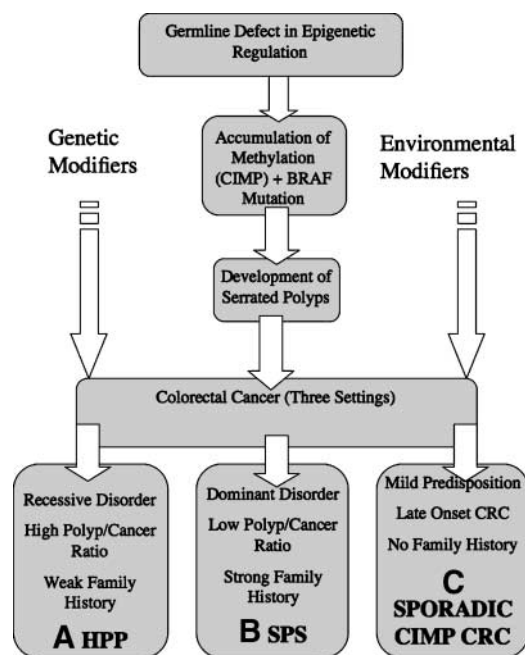 Germline Defect in Epigenetic
Regulation
Genetic
Modifiers
Accumulation of
Methylation
(CIMP) + BRAF
Mutation
Environmental
Modifiers
Development of
Serrated Polyps
Colorectal Cancer (Three Settings)
Recessive Disorder
High Polyp/Cancer
Ratio
Weak Family
History
A HPP
Dominant Disorder
Low Polyp/Cancer
Ratio
Strong Family
History
B SPS
Mild Predisposition
Late Onset CRC
No Family History
C
SPORADIC
CIMP CRC